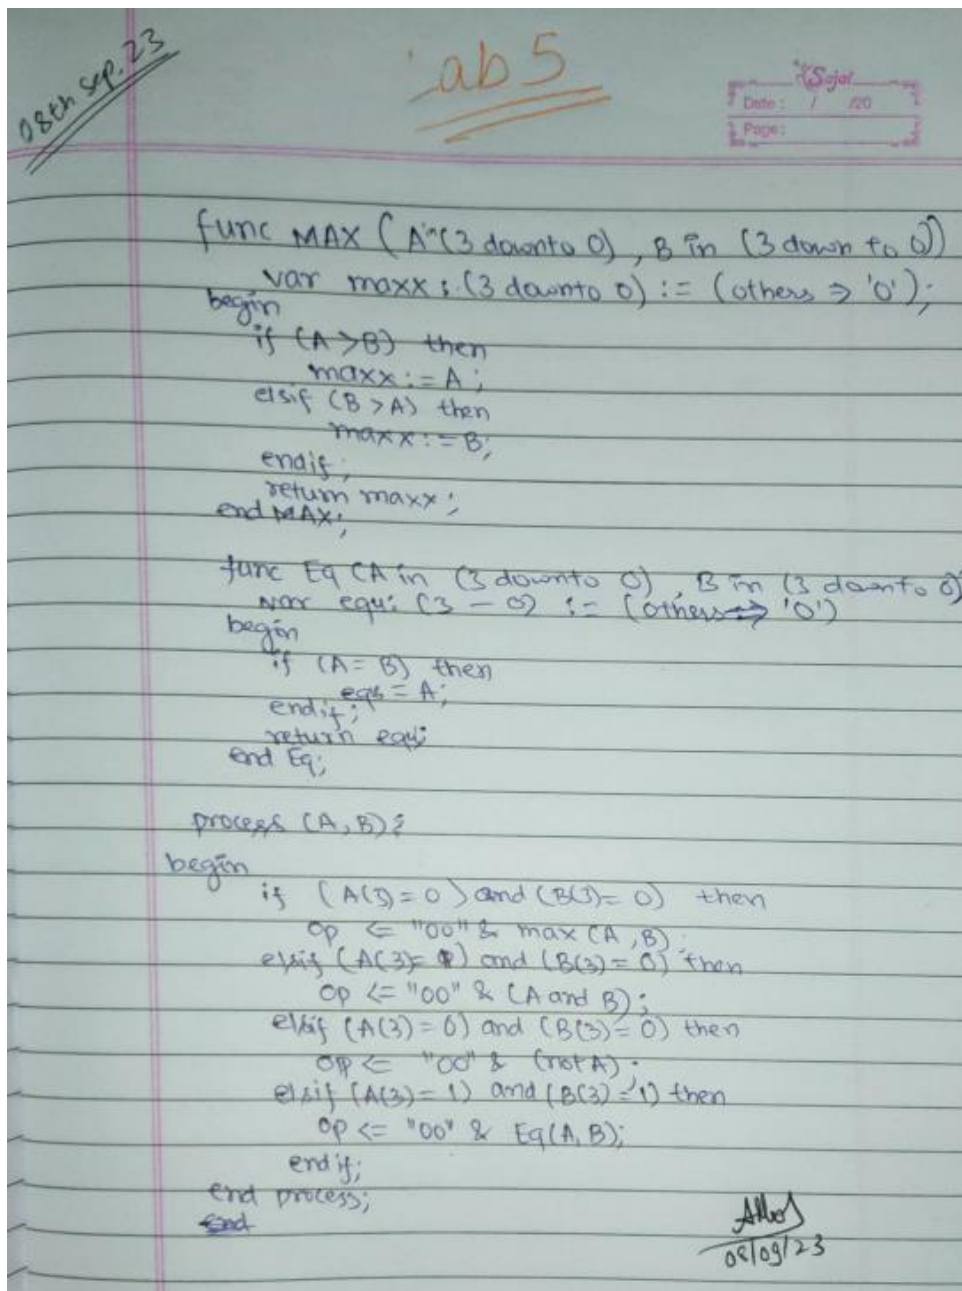 08th Sep. 23
Lab 5
Sojal
Date : / /20
Page:
func MAX ( A in (3 downto 0) , B in (3 down to 0))
var maxx : (3 downto 0) := (others => '0');
begin
if (A>B) then
maxx := A ;
elsif (B>A) then
maxx := B;
endif;
return maxx ;
end MAX;
func Eq (A in (3 downto 0) , B in (3 downto 0)
var equ: (3 - 0) := (others => '0')
begin
if (A = B) then
equ = A;
endif;
return equ;
end Eq;
process (A, B);
begin
if (A(3) = 0 ) and (B(3) = 0) then
op <= "00" & max (A , B)
elsif (A(3) = ) and (B(3) = 0) then
op <= "00" & (A and B);
elsif (A(3) = 0) and (B(3) = 0) then
op <= "00" & (not A) ;
elsif (A(3) = 1) and (B(3) = 1) then
op <= "00" & Eq(A, B);
endif;
end process;
end
08/09/23